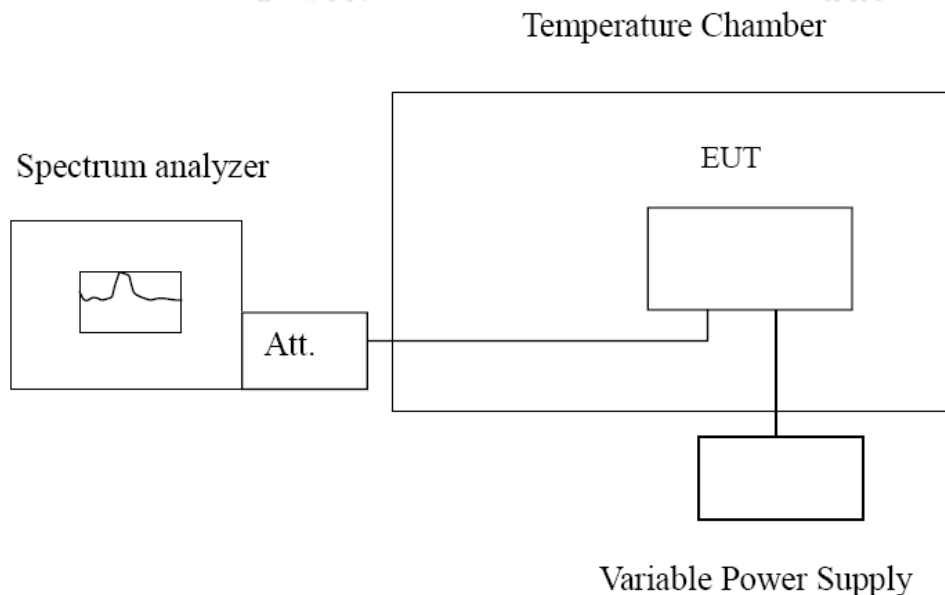 Temperature Chamber
Spectrum analyzer
EUT
Att.
Variable Power Supply